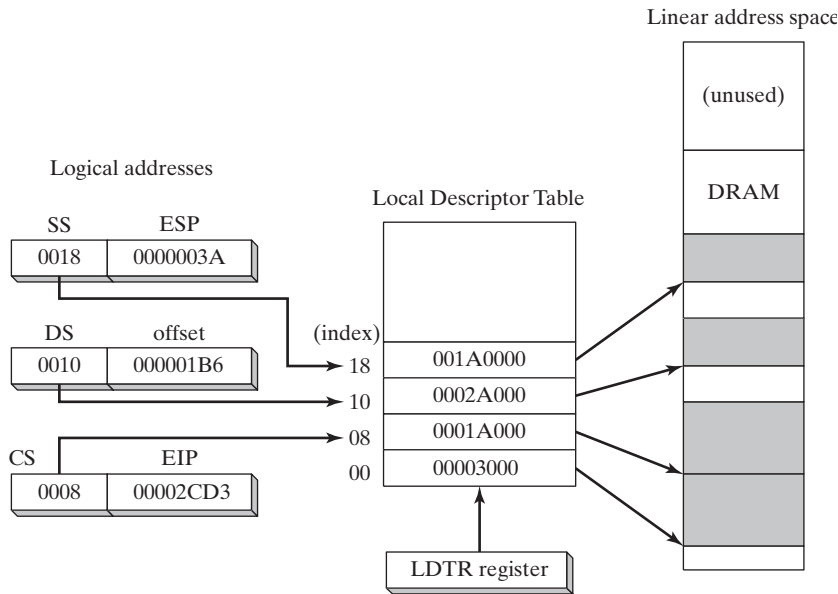 Linear address space
(unused)
Logical addresses
Local Descriptor Table
DRAM
SS ESP
0018 0000003A
DS offset (index)
0010 000001B6
18 001A0000
10 0002A000
08 0001A000
00 00003000
CS EIP
0008 00002CD3
LDTR register